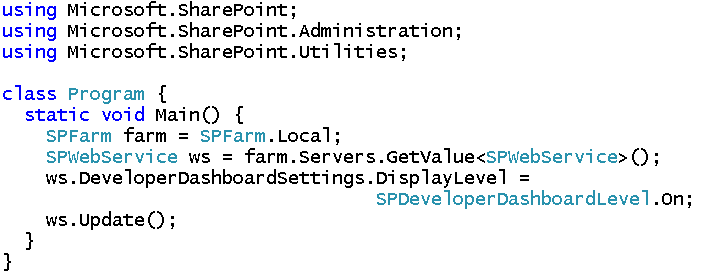 using Microsoft.SharePoint;
using Microsoft.SharePoint.Administration;
using Microsoft.SharePoint.Utilities;

class Program {
  static void Main() {
    SPFarm farm = SPFarm.Local;
    SPWebService ws = farm.Servers.GetValue<SPWebService>();
    ws.DeveloperDashboardSettings.DisplayLevel =
                                   SPDeveloperDashboardLevel.On;
    ws.Update();
  }
}